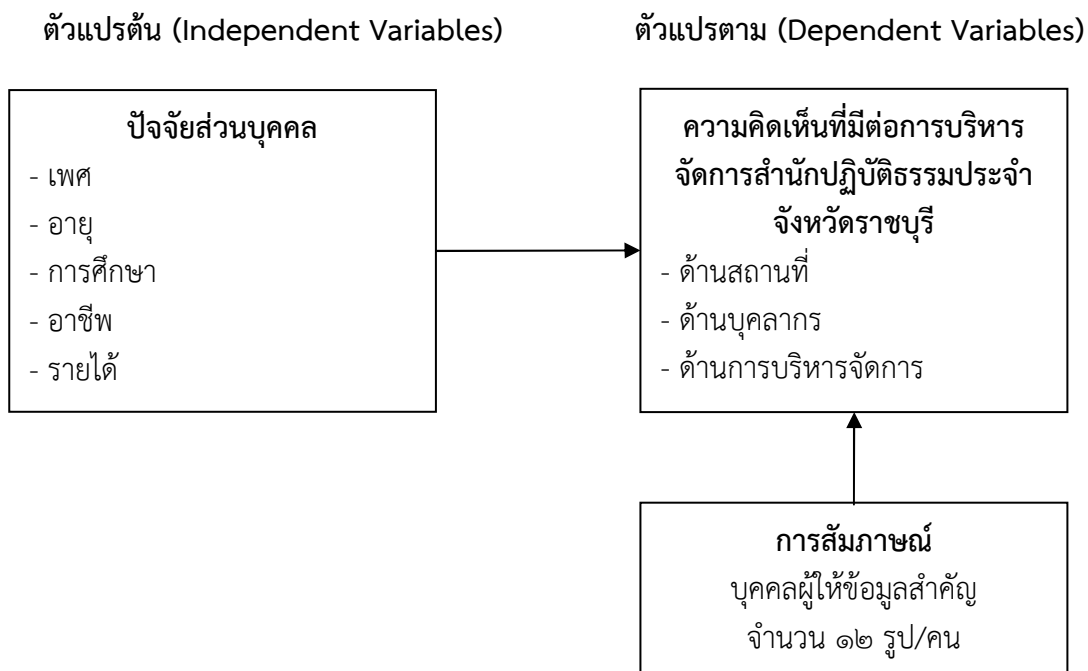 ตัวแปรต้น (Independent Variables)
ตัวแปรตาม (Dependent Variables)
ปัจจัยส่วนบุคคล
- เพศ
- อายุ
- การศึกษา
- อาชีพ
- รายได้
ความคิดเห็นที่มีต่อการบริหาร
จัดการสำนักปฏิบัติธรรมประจำ
จังหวัดราชบุรี
- ด้านสถานที่
- ด้านบุคลากร
- ด้านการบริหารจัดการ
การสัมภาษณ์
บุคคลผู้ให้ข้อมูลสำคัญ
จำนวน ๑๒ รูป/คน